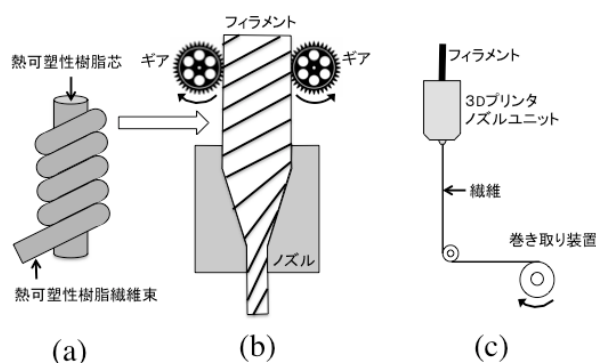 熱可塑性樹脂芯
熱可塑性樹脂繊維束
(a)
フィラメント
ギア
ギア
ノズル
(b)
フィラメント
3Dプリンタ
ノズルユニット
繊維
巻き取り装置
(c)